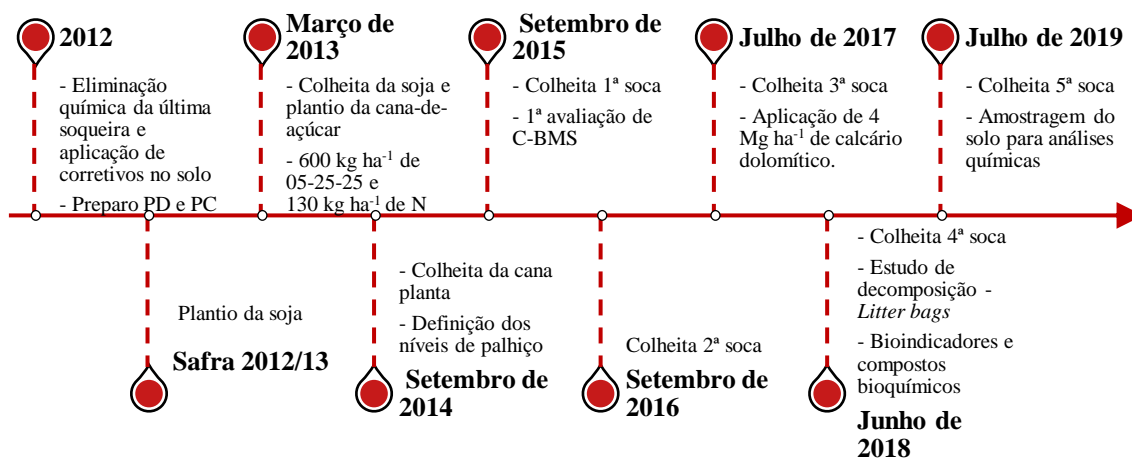 2012
- Eliminação
química da última
soqueira e
aplicação de
corretivos no solo
- Preparo PD e PC
Plantio da soja
Safra 2012/13
Março de
2013
- Colheita da soja e
plantio da cana-de-
açúcar
- 600 kg ha-1 de
05-25-25 e
130 kg ha-1 de N
- Colheita da cana
planta
- Definição dos
níveis de palhiço
Setembro de
2014
Setembro de
2015
- Colheita 1ª soca
- 1ª avaliação de
C-BMS
Colheita 2ª soca
Setembro de
2016
Julho de 2017
- Colheita 3ª soca
- Aplicação de 4
Mg ha-1 de calcário
dolomítico.
- Colheita 4ª soca
- Estudo de
decomposição -
Litter bags
- Bioindicadores e
compostos
bioquímicos
Junho de
2018
Julho de 2019
- Colheita 5ª soca
- Amostragem do
solo para análises
químicas